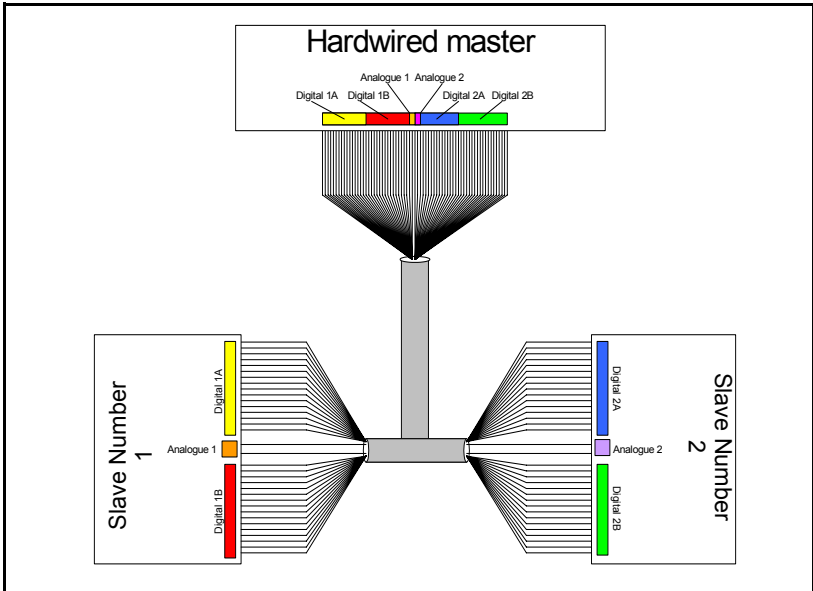 Hardwired master
Analogue 1 Analogue 2
Digital 1A Digital 1B Digital 2A Digital 2B
Slave Number
1
Digital 1A
Analogue 1
Digital 1B
Digital 2A
Analogue 2
Digital 2B
Slave Number
2